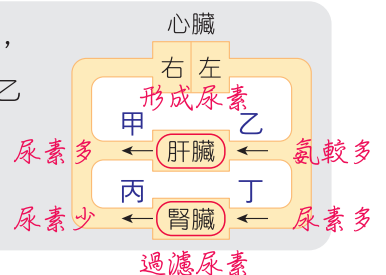 心臟
,
右 左
乙
形成尿素
甲 乙
尿素多 肝臟 氨較多
丙 丁
尿素少 腎臟 尿素多
過濾尿素